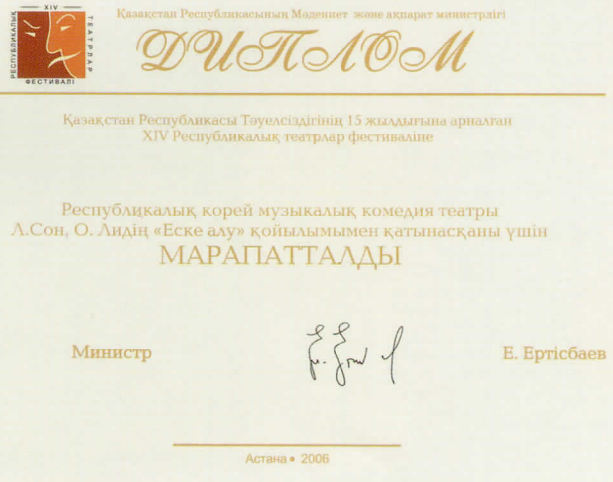 XIV
РЕСПУБЛИКАЛЫҚ
ТЕАТРЛАР
ФЕСТИВАЛІ
Қазақстан Республикасының Мәдениет және ақпарат министрлігі
ДИПЛОМ
Қазақстан Республикасы Тәуелсіздігінің 15 жылдығына арналған
XIV Республикалық театрлар фестиваліне
Республикалық корей музыкалық комедия театры
Л.Сон, О. Лидің «Еске алу» қойылымымен қатынасқаны үшін
МАРАПАТТАЛДЫ
Министр
Е. Ертісбаев
Астана • 2006